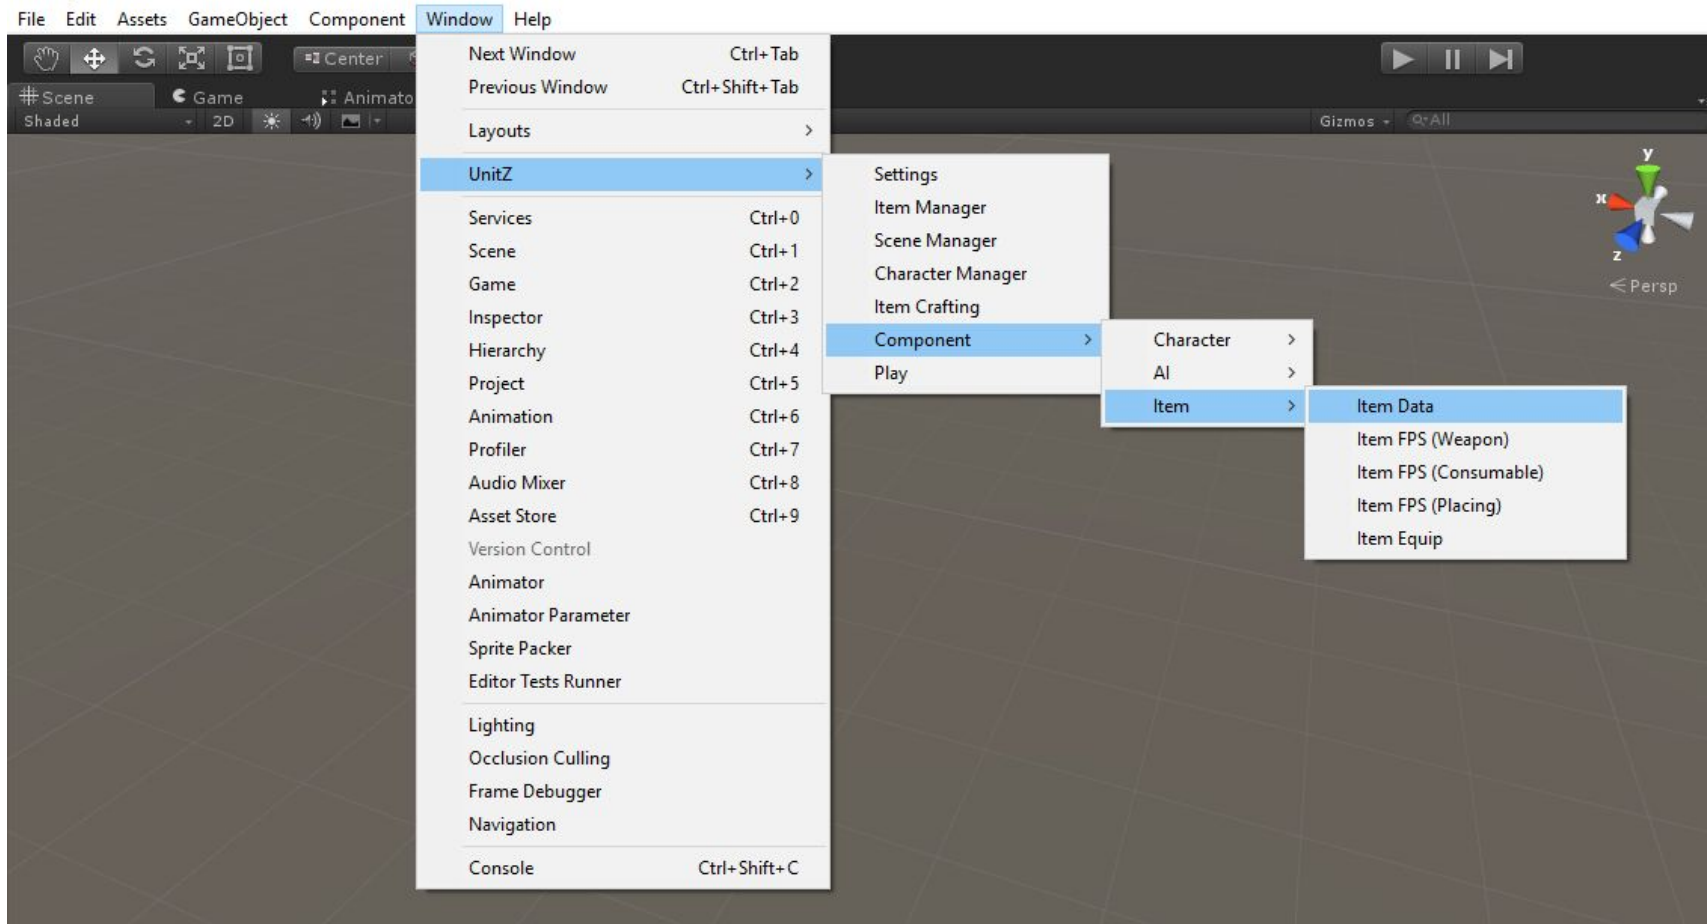 File Edit Assets GameObject Component Window Help
Center
Scene Game Animato
Shaded 2D Gizmos All
Next Window Ctrl+Tab
Previous Window Ctrl+Shift+Tab
Layouts
UnitZ
Services Ctrl+0
Scene Ctrl+1
Game Ctrl+2
Inspector Ctrl+3
Hierarchy Ctrl+4
Project Ctrl+5
Animation Ctrl+6
Profiler Ctrl+7
Audio Mixer Ctrl+8
Asset Store Ctrl+9
Version Control
Animator
Animator Parameter
Sprite Packer
Editor Tests Runner
Lighting
Occlusion Culling
Frame Debugger
Navigation
Console Ctrl+Shift+C
Settings
Item Manager
Scene Manager
Character Manager
Item Crafting
Component
Play
Character
AI
Item
Item Data
Item FPS (Weapon)
Item FPS (Consumable)
Item FPS (Placing)
Item Equip
y
x
z
Persp